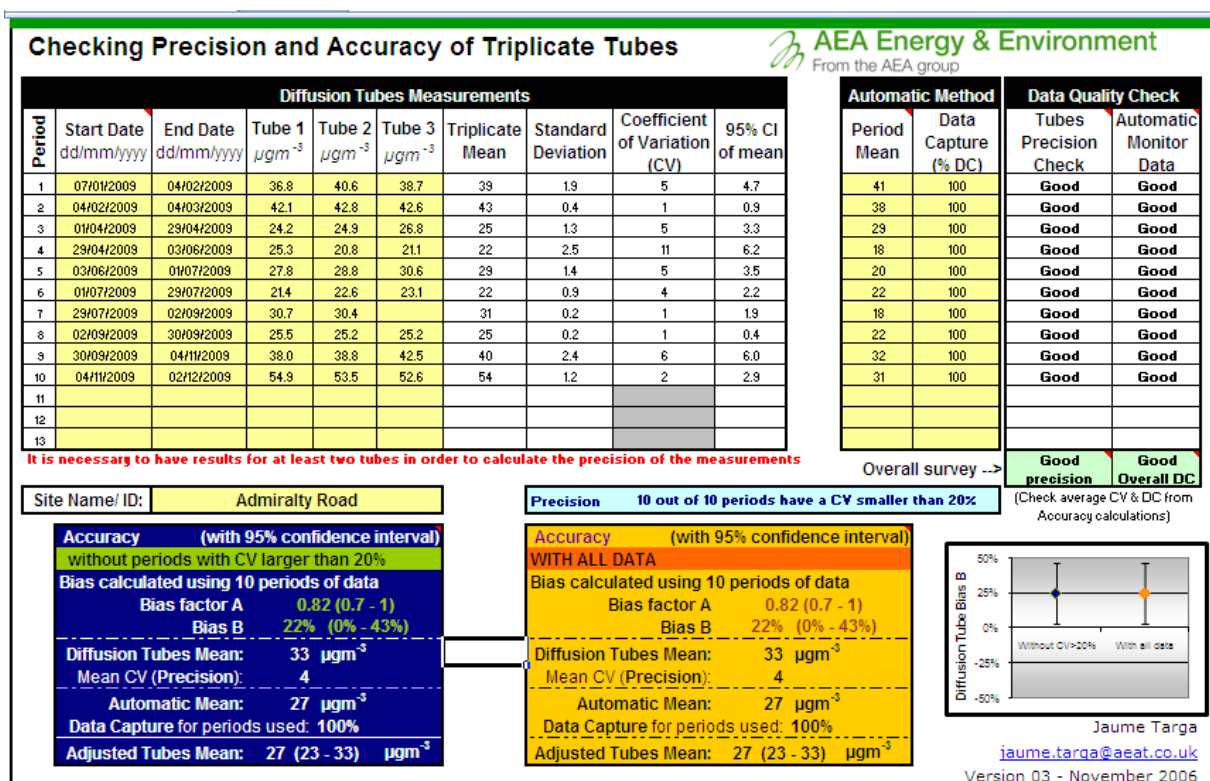 Checking Precision and Accuracy of Triplicate Tubes
AEA Energy & Environment
From the AEA group
Diffusion Tubes Measurements
Automatic Method
Data Quality Check
Period Start Date dd/mm/yyyy End Date dd/mm/yyyy Tube 1 µgm-3 Tube 2 µgm-3 Tube 3 µgm-3 Triplicate Mean Standard Deviation Coefficient of Variation (CV) 95% CI of mean Period Mean Data Capture (% DC) Tubes Precision Check Automatic Monitor Data
1 07/01/2009 04/02/2009 36.8 40.6 38.7 39 1.9 5 4.7 41 100 Good Good
2 04/02/2009 04/03/2009 42.1 42.8 42.6 43 0.4 1 0.9 38 100 Good Good
3 01/04/2009 29/04/2009 24.2 24.9 26.8 25 1.3 5 3.3 29 100 Good Good
4 29/04/2009 03/06/2009 25.3 20.8 21.1 22 2.5 11 6.2 18 100 Good Good
5 03/06/2009 01/07/2009 27.8 28.8 30.6 29 1.4 5 3.5 20 100 Good Good
6 01/07/2009 29/07/2009 21.4 22.6 23.1 22 0.9 4 2.2 22 100 Good Good
7 29/07/2009 02/09/2009 30.7 30.4 31 0.2 1 1.9 18 100 Good Good
8 02/09/2009 30/09/2009 25.5 25.2 25.2 25 0.2 1 0.4 22 100 Good Good
9 30/09/2009 04/11/2009 38.0 38.8 42.5 40 2.4 6 6.0 32 100 Good Good
10 04/11/2009 02/12/2009 54.9 53.5 52.6 54 1.2 2 2.9 31 100 Good Good
11
12
13
It is necessary to have results for at least two tubes in order to calculate the precision of the measurements
Overall survey --> Good precision Good Overall DC
(Check average CV & DC from Accuracy calculations)
Site Name/ ID: Admiralty Road
Precision 10 out of 10 periods have a CV smaller than 20%
Accuracy (with 95% confidence interval)
without periods with CV larger than 20%
Bias calculated using 10 periods of data
Bias factor A 0.82 (0.7 - 1)
Bias B 22% (0% - 43%)
Diffusion Tubes Mean: 33 µgm-3
Mean CV (Precision): 4
Automatic Mean: 27 µgm-3
Data Capture for periods used: 100%
Adjusted Tubes Mean: 27 (23 - 33) µgm-3
Accuracy (with 95% confidence interval)
WITH ALL DATA
Bias calculated using 10 periods of data
Bias factor A 0.82 (0.7 - 1)
Bias B 22% (0% - 43%)
Diffusion Tubes Mean: 33 µgm-3
Mean CV (Precision): 4
Automatic Mean: 27 µgm-3
Data Capture for periods used: 100%
Adjusted Tubes Mean: 27 (23 - 33) µgm-3
Diffusion Tube Bias B
50%
25%
0%
-25%
-50%
Without CV>20% With all data
Jaume Targa
jaume.targa@aeat.co.uk
Version 03 - November 2006